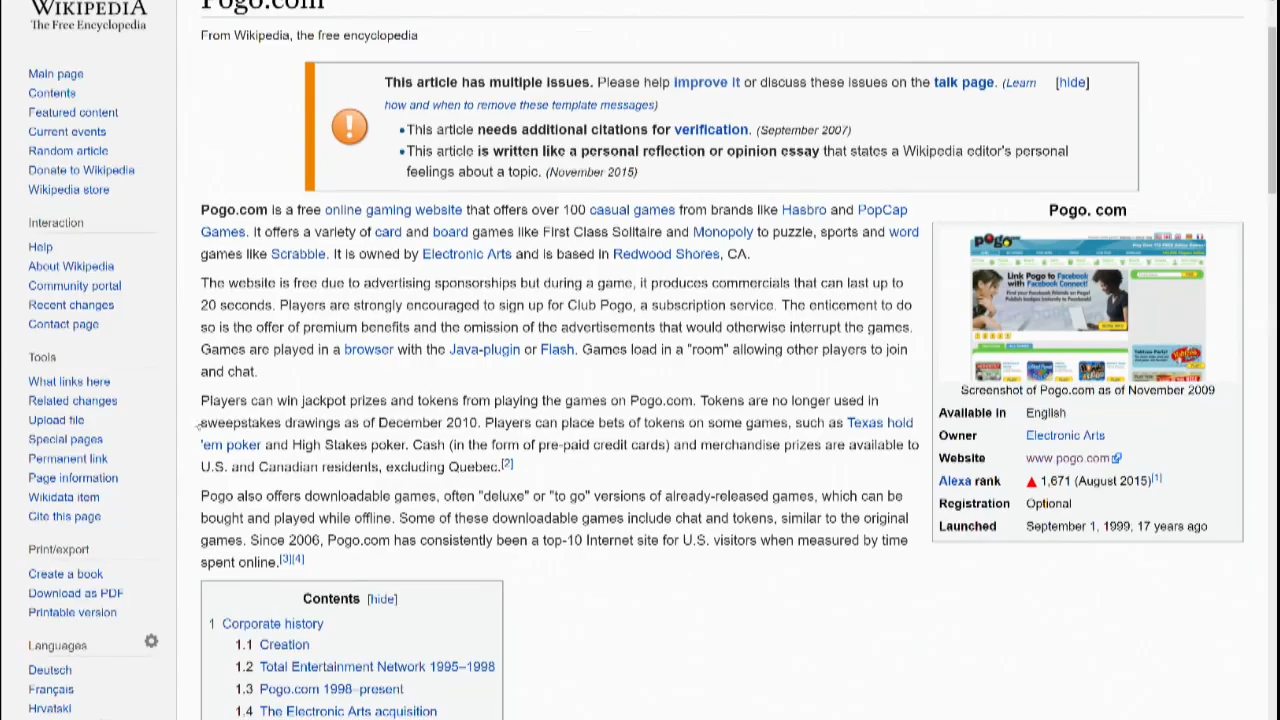 WIKIPEDIA
The Free Encyclopedia
Main page
Contents
Featured content
Current events
Random article
Donate to Wikipedia
Wikipedia store
Interaction
Help
About Wikipedia
Community portal
Recent changes
Contact page
Tools
What links here
Related changes
Upload file
Special pages
Permanent link
Page information
Wikidata item
Cite this page
Print/export
Create a book
Download as PDF
Printable version
Languages
Deutsch
Français
Hrvatski
Pogo.com
From Wikipedia, the free encyclopedia
This article has multiple issues. Please help improve it or discuss these issues on the talk page. (Learn [hide]
how and when to remove these template messages)
•This article needs additional citations for verification. (September 2007)
•This article is written like a personal reflection or opinion essay that states a Wikipedia editor's personal
feelings about a topic. (November 2015)
Pogo.com is a free online gaming website that offers over 100 casual games from brands like Hasbro and PopCap
Games. It offers a variety of card and board games like First Class Solitaire and Monopoly to puzzle, sports and word
games like Scrabble. It is owned by Electronic Arts and is based in Redwood Shores, CA.
The website is free due to advertising sponsorships but during a game, it produces commercials that can last up to
20 seconds. Players are strongly encouraged to sign up for Club Pogo, a subscription service. The enticement to do
so is the offer of premium benefits and the omission of the advertisements that would otherwise interrupt the games.
Games are played in a browser with the Java-plugin or Flash. Games load in a "room" allowing other players to join
and chat.
Players can win jackpot prizes and tokens from playing the games on Pogo.com. Tokens are no longer used in
sweepstakes drawings as of December 2010. Players can place bets of tokens on some games, such as Texas hold
'em poker and High Stakes poker. Cash (in the form of pre-paid credit cards) and merchandise prizes are available to
U.S. and Canadian residents, excluding Quebec.[2]
Pogo also offers downloadable games, often "deluxe" or "to go" versions of already-released games, which can be
bought and played while offline. Some of these downloadable games include chat and tokens, similar to the original
games. Since 2006, Pogo.com has consistently been a top-10 Internet site for U.S. visitors when measured by time
spent online.[3][4]
Contents [hide]
1 Corporate history
1.1 Creation
1.2 Total Entertainment Network 1995–1998
1.3 Pogo.com 1998–present
1.4 The Electronic Arts acquisition
Pogo. com
pogo
Link Pogo to Facebook
with Facebook Connect!
Screenshot of Pogo.com as of November 2009
Available in English
Owner Electronic Arts
Website www pogo.com
Alexa rank ▲ 1,671 (August 2015)[1]
Registration Optional
Launched September 1, 1999, 17 years ago